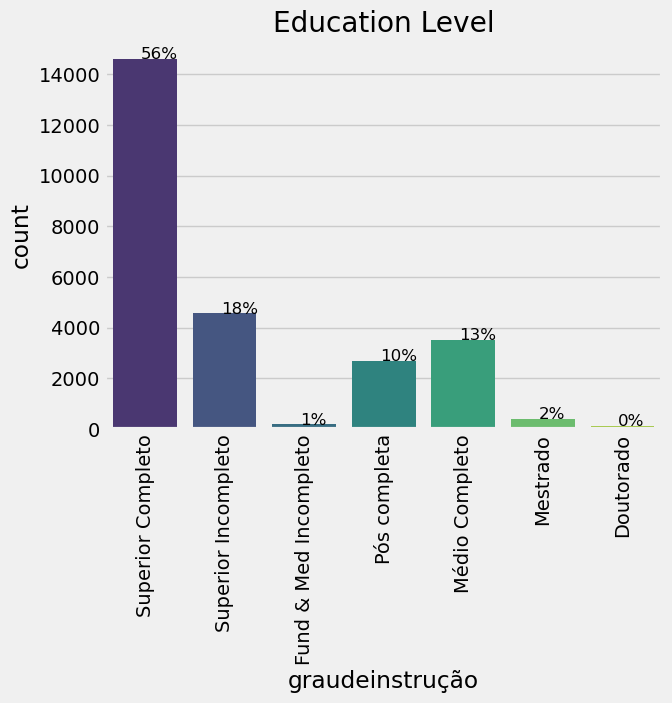 Education Level
count
14000
12000
10000
8000
6000
4000
2000
0
56%
18%
1%
10%
13%
2%
0%
Superior Completo
Superior Incompleto
Fund & Med Incompleto
Pós completa
Médio Completo
Mestrado
Doutorado
graudeinstrução